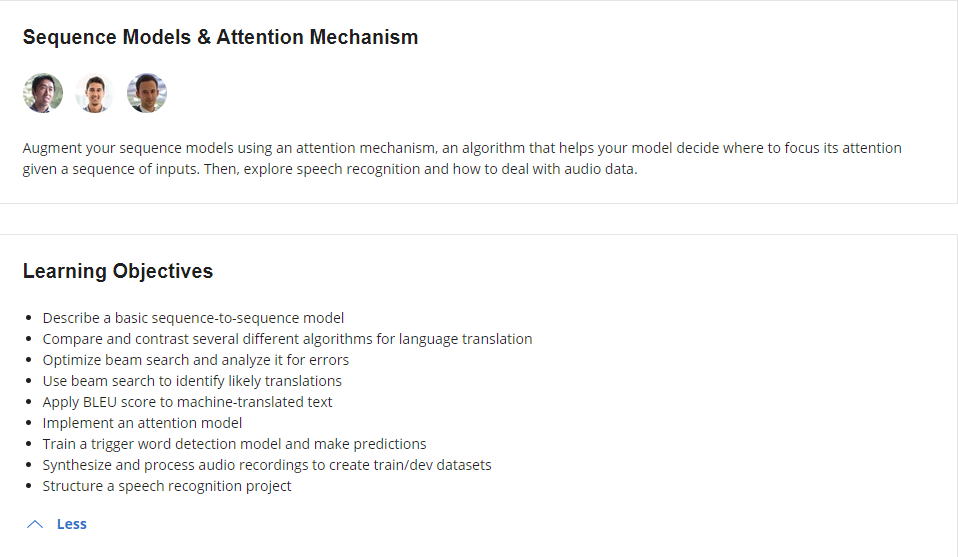 Sequence Models & Attention Mechanism
Augment your sequence models using an attention mechanism, an algorithm that helps your model decide where to focus its attention
given a sequence of inputs. Then, explore speech recognition and how to deal with audio data.
Learning Objectives
• Describe a basic sequence-to-sequence model
• Compare and contrast several different algorithms for language translation
• Optimize beam search and analyze it for errors
• Use beam search to identify likely translations
• Apply BLEU score to machine-translated text
• Implement an attention model
• Train a trigger word detection model and make predictions
• Synthesize and process audio recordings to create train/dev datasets
• Structure a speech recognition project
Less